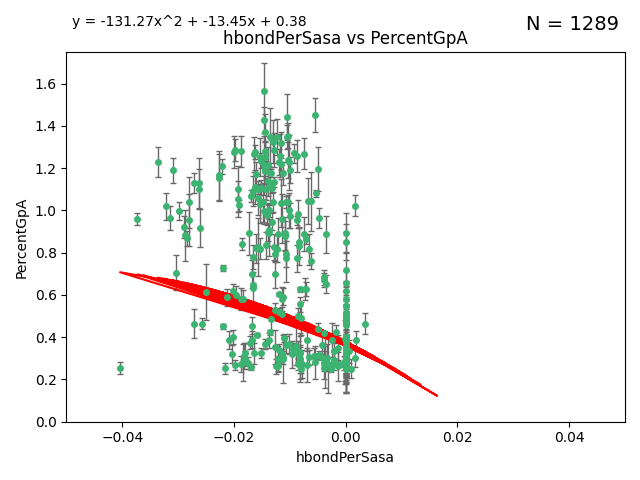 y = -131.27x^2 + -13.45x + 0.38
N = 1289
hbondPerSasa vs PercentGpA
PercentGpA
1.6
1.4
1.2
1.0
0.8
0.6
0.4
0.2
0.0
−0.04 −0.02 0.00 0.02 0.04
hbondPerSasa